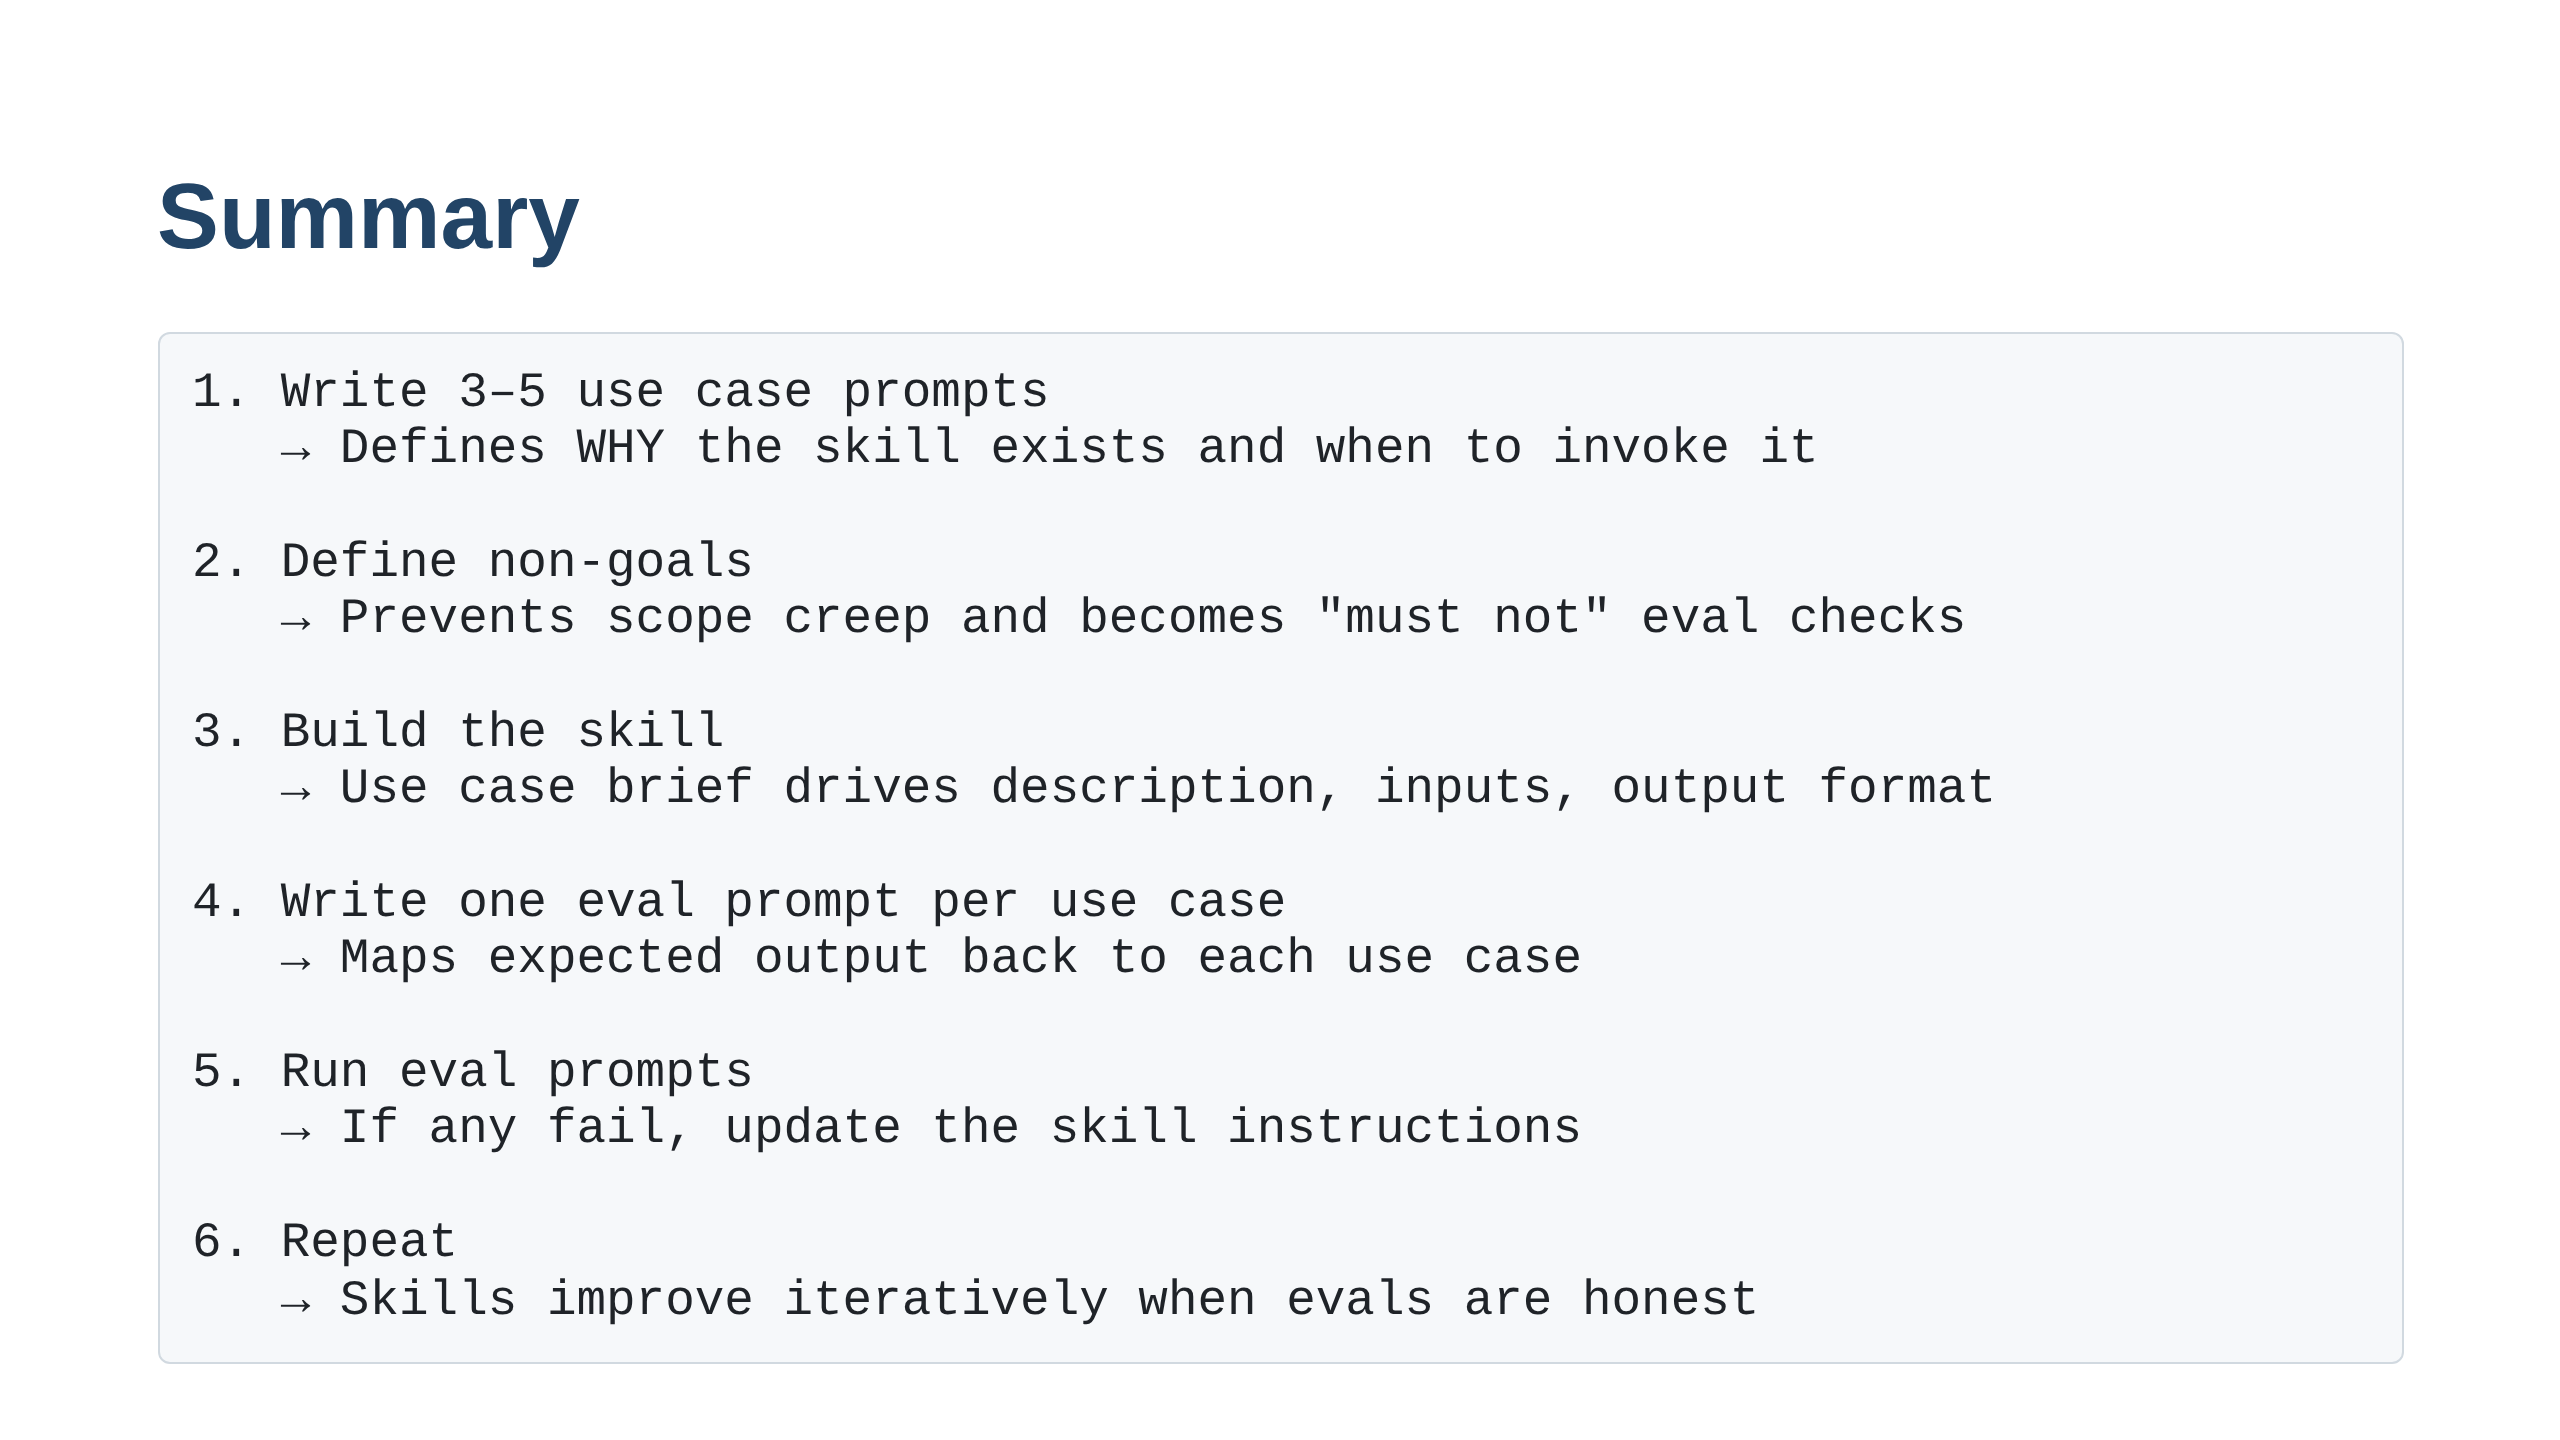 Summary
1. Write 3–5 use case prompts
→ Defines WHY the skill exists and when to invoke it
2. Define non-goals
→ Prevents scope creep and becomes "must not" eval checks
3. Build the skill
→ Use case brief drives description, inputs, output format
4. Write one eval prompt per use case
→ Maps expected output back to each use case
5. Run eval prompts
→ If any fail, update the skill instructions
6. Repeat
→ Skills improve iteratively when evals are honest